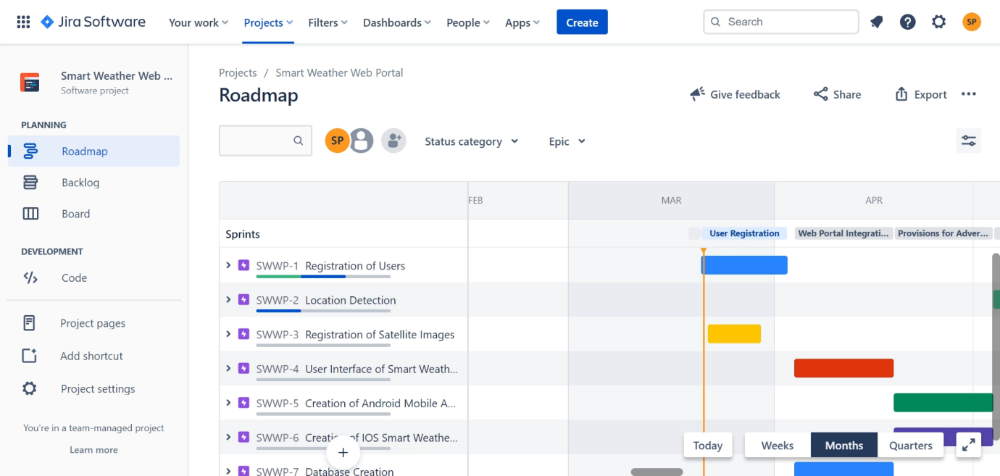 Jira Software
Your work
Projects
Filters
Dashboards
People
Apps
Create
Search
SP
Smart Weather Web ...
Software project
PLANNING
Roadmap
Backlog
Board
DEVELOPMENT
Code
Project pages
Add shortcut
Project settings
You're in a team-managed project
Learn more
Projects / Smart Weather Web Portal
Roadmap
Give feedback
Share
Export
SP
Status category
Epic
FEB
MAR
APR
Sprints
User Registration
Web Portal Integrati...
Provisions for Adver...
SWWP-1 Registration of Users
SWWP-2 Location Detection
SWWP-3 Registration of Satellite Images
SWWP-4 User Interface of Smart Weath...
SWWP-5 Creation of Android Mobile A...
SWWP-6 Creation of IOS Smart Weathe...
SWWP-7 Database Creation
Today
Weeks
Months
Quarters